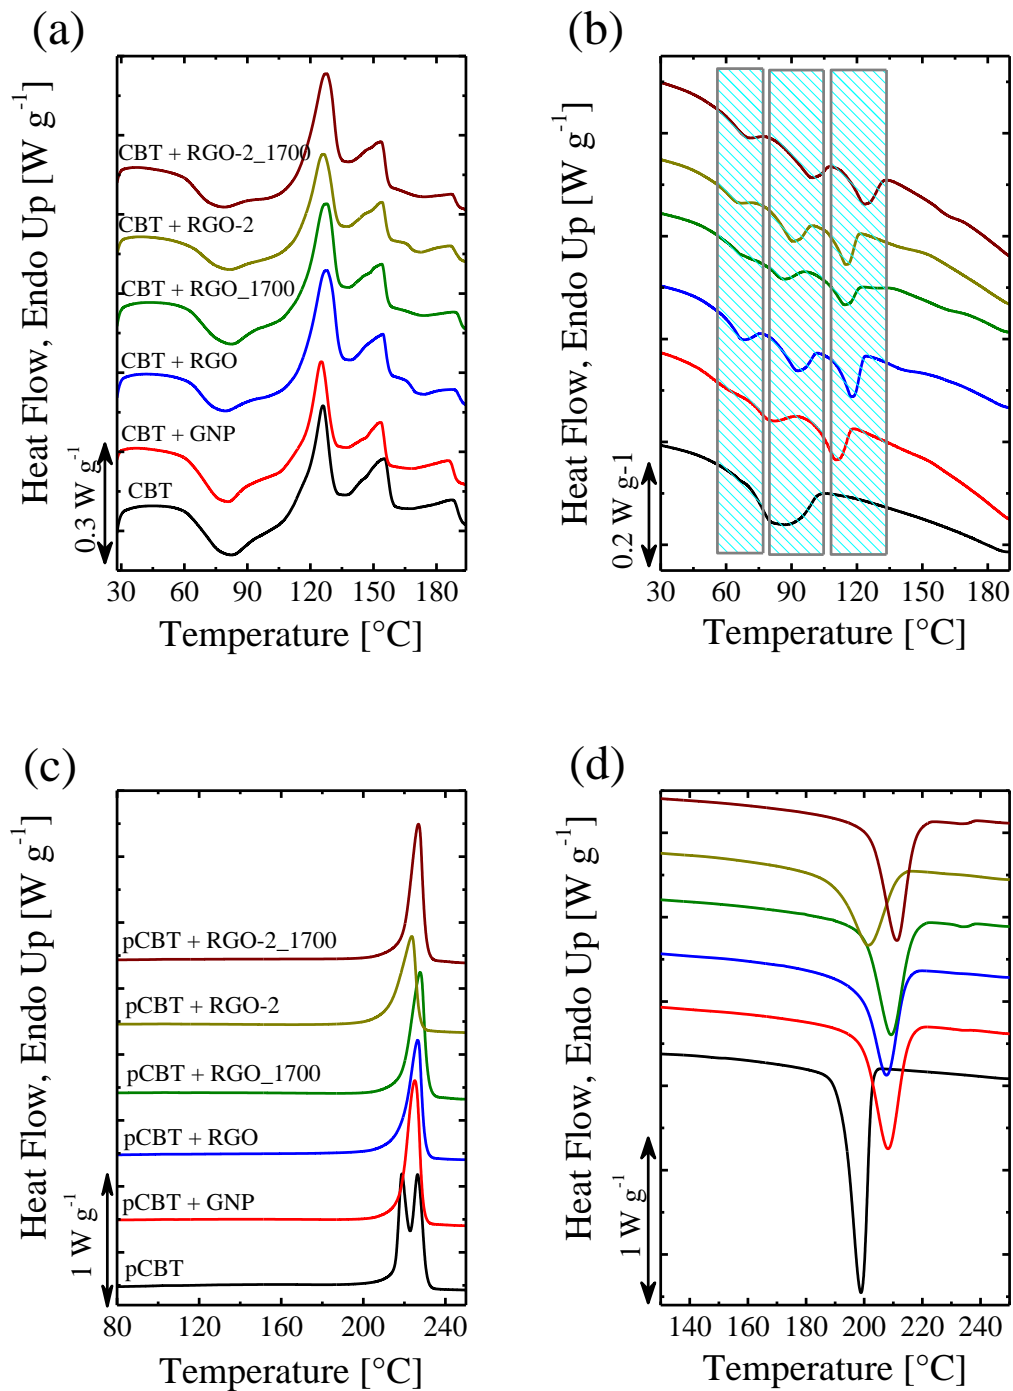 (a)
Heat Flow, Endo Up [W g-1]
CBT + RGO-2_1700
CBT + RGO-2
CBT + RGO_1700
CBT + RGO
CBT + GNP
CBT
0.3 W g-1
30 60 90 120 150 180
Temperature [°C]
(b)
Heat Flow, Endo Up [W g-1]
0.2 W g-1
30 60 90 120 150 180
Temperature [°C]
(c)
Heat Flow, Endo Up [W g-1]
pCBT + RGO-2_1700
pCBT + RGO-2
pCBT + RGO_1700
pCBT + RGO
pCBT + GNP
pCBT
1 W g-1
80 120 160 200 240
Temperature [°C]
(d)
Heat Flow, Endo Up [W g-1]
1 W g-1
140 160 180 200 220 240
Temperature [°C]